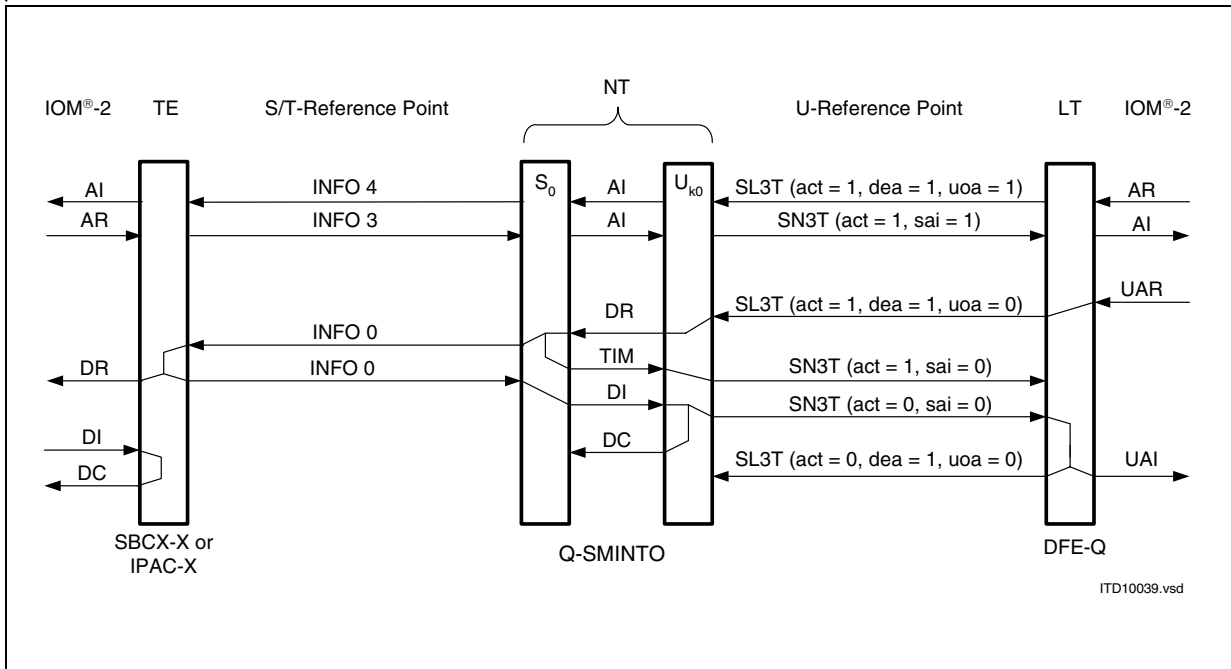 NT
IOM®-2 TE S/T-Reference Point U-Reference Point LT IOM®-2
S0 Uk0
AI INFO 4 AI SL3T (act = 1, dea = 1, uoa = 1) AR
AR INFO 3 AI SN3T (act = 1, sai = 1) AI
UAR
SL3T (act = 1, dea = 1, uoa = 0)
DR
INFO 0
TIM
DR INFO 0 SN3T (act = 1, sai = 0)
DI SN3T (act = 0, sai = 0)
DI DC
DC SL3T (act = 0, dea = 1, uoa = 0) UAI
SBCX-X or
IPAC-X
Q-SMINTO
DFE-Q
ITD10039.vsd